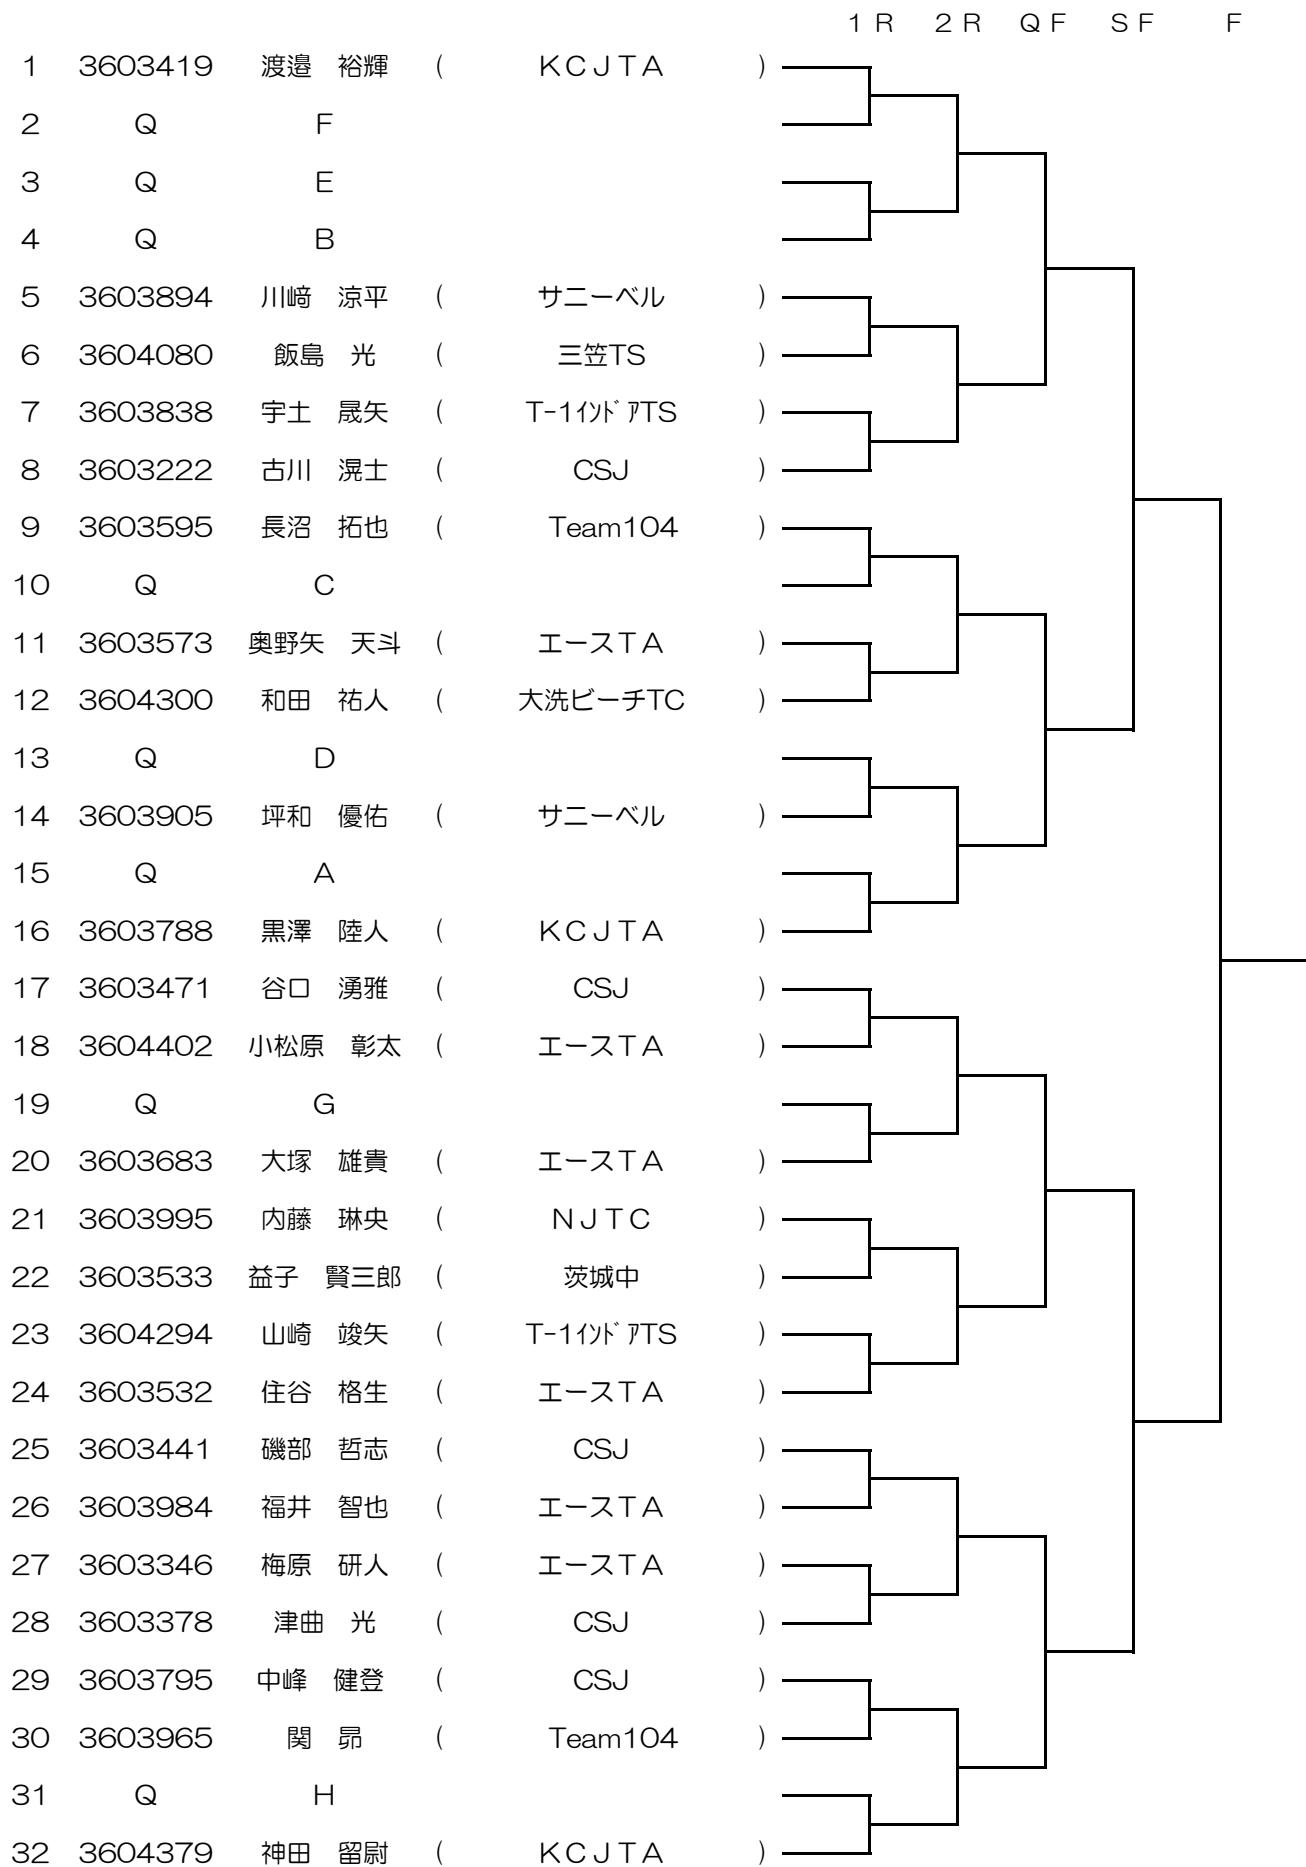 １Ｒ　２Ｒ　ＱＦ　ＳＦ　Ｆ
1 3603419 渡邉　裕輝 ( ＫＣＪＴＡ )
2 Q F
3 Q E
4 Q B
5 3603894 川﨑　涼平 ( サニーベル )
6 3604080 飯島　光 ( 三笠TS )
7 3603838 宇土　晟矢 ( T-1ｲﾝﾄﾞｱTS )
8 3603222 古川　滉士 ( CSJ )
9 3603595 長沼　拓也 ( Team104 )
10 Q C
11 3603573 奥野矢　天斗 ( エースＴＡ )
12 3604300 和田　祐人 ( 大洗ビーチTC )
13 Q D
14 3603905 坪和　優佑 ( サニーベル )
15 Q A
16 3603788 黒澤　陸人 ( ＫＣＪＴＡ )
17 3603471 谷口　湧雅 ( CSJ )
18 3604402 小松原　彰太 ( エースＴＡ )
19 Q G
20 3603683 大塚　雄貴 ( エースＴＡ )
21 3603995 内藤　琳央 ( ＮＪＴＣ )
22 3603533 益子　賢三郎 ( 茨城中 )
23 3604294 山崎　竣矢 ( T-1ｲﾝﾄﾞｱTS )
24 3603532 住谷　格生 ( エースＴＡ )
25 3603441 磯部　哲志 ( CSJ )
26 3603984 福井　智也 ( エースＴＡ )
27 3603346 梅原　研人 ( エースＴＡ )
28 3603378 津曲　光 ( CSJ )
29 3603795 中峰　健登 ( CSJ )
30 3603965 関　昴 ( Team104 )
31 Q H
32 3604379 神田　留尉 ( ＫＣＪＴＡ )